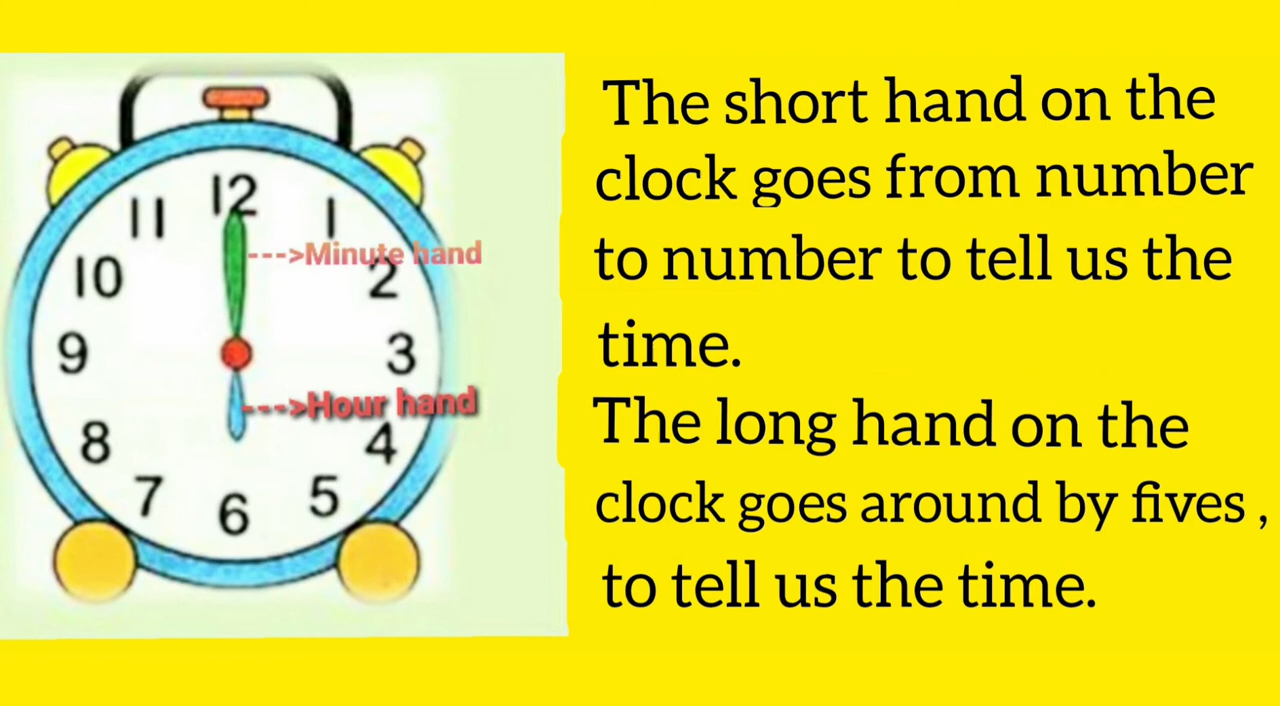 12
11
1
--->Minute hand
10
2
9
3
--->Hour hand
8
4
7
5
6
The short hand on the
clock goes from number
to number to tell us the
time.
The long hand on the
clock goes around by fives ,
to tell us the time.